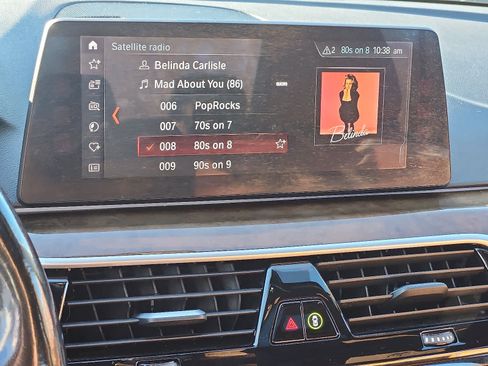 Satellite radio
2 80s on 8 10:38 am
Belinda Carlisle
Mad About You (86)
006 PopRocks
007 70s on 7
008 80s on 8
009 90s on 9
Belinda